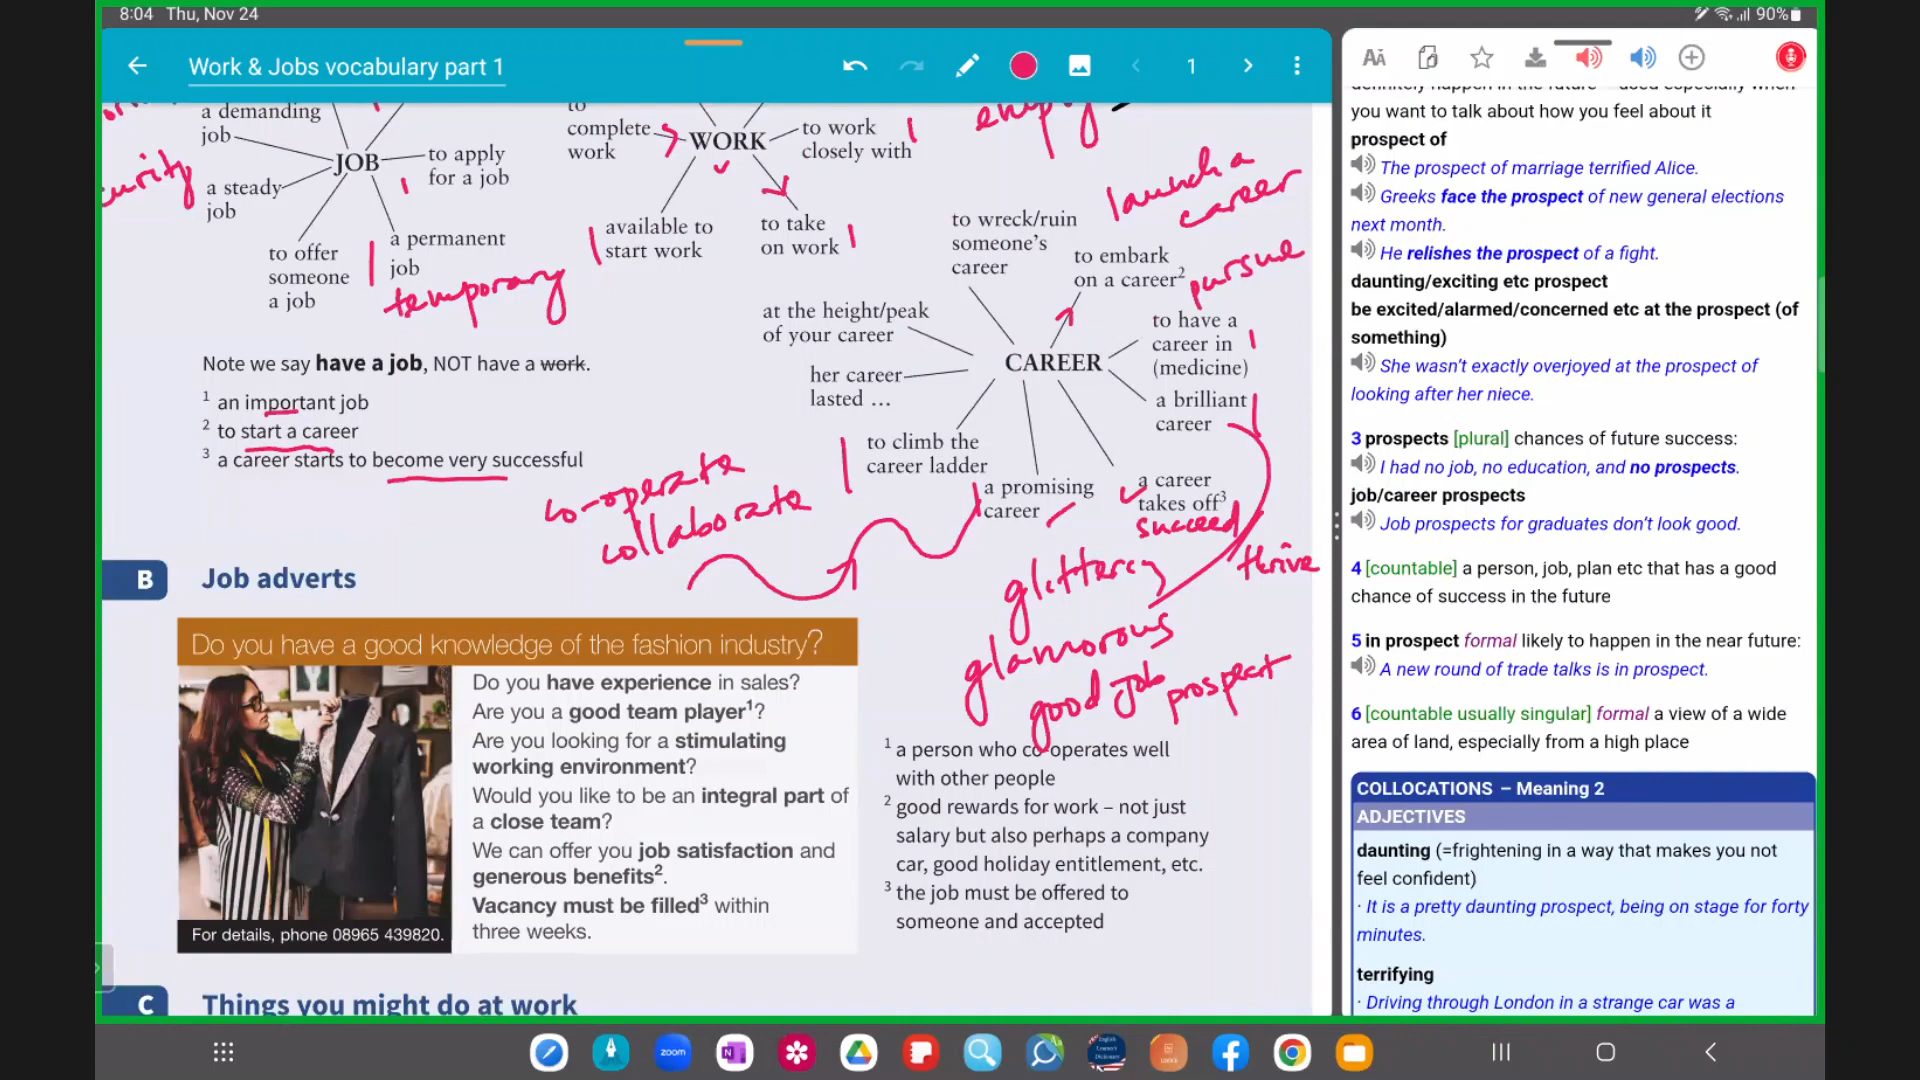 8:04 Thu, Nov 24
90%
Work & Jobs vocabulary part 1
1
a demanding
job
curity
JOB
to apply
for a job
a steady
job
to offer
someone
a job
a permanent
job
temporary
to
complete
work
WORK
to work
closely with
available to
start work
to take
on work
launch a
career
to wreck/ruin
someone's
career
to embark
on a career²
pursue
at the height/peak
of your career
to have a
career in
(medicine)
CAREER
her career
lasted ...
a brilliant
career
to climb the
career ladder
a promising
career
a career
takes off³
succeed
thrive
Note we say have a job, NOT have a work.
¹ an important job
² to start a career
³ a career starts to become very successful
co-operate
collaborate
glittery
glamorous
good job prospect
B Job adverts
Do you have a good knowledge of the fashion industry?
Do you have experience in sales?
Are you a good team player¹?
Are you looking for a stimulating
working environment?
Would you like to be an integral part of
a close team?
We can offer you job satisfaction and
generous benefits².
Vacancy must be filled³ within
three weeks.
For details, phone 08965 439820.
¹ a person who co-operates well
with other people
² good rewards for work – not just
salary but also perhaps a company
car, good holiday entitlement, etc.
³ the job must be offered to
someone and accepted
C Things you might do at work
definitely happen in the future – used especially when
you want to talk about how you feel about it
prospect of
The prospect of marriage terrified Alice.
Greeks face the prospect of new general elections
next month.
He relishes the prospect of a fight.
daunting/exciting etc prospect
be excited/alarmed/concerned etc at the prospect (of
something)
She wasn't exactly overjoyed at the prospect of
looking after her niece.
3 prospects [plural] chances of future success:
I had no job, no education, and no prospects.
job/career prospects
Job prospects for graduates don't look good.
4 [countable] a person, job, plan etc that has a good
chance of success in the future
5 in prospect formal likely to happen in the near future:
A new round of trade talks is in prospect.
6 [countable usually singular] formal a view of a wide
area of land, especially from a high place
COLLOCATIONS – Meaning 2
ADJECTIVES
daunting (=frightening in a way that makes you not
feel confident)
· It is a pretty daunting prospect, being on stage for forty
minutes.
terrifying
· Driving through London in a strange car was a
zoom